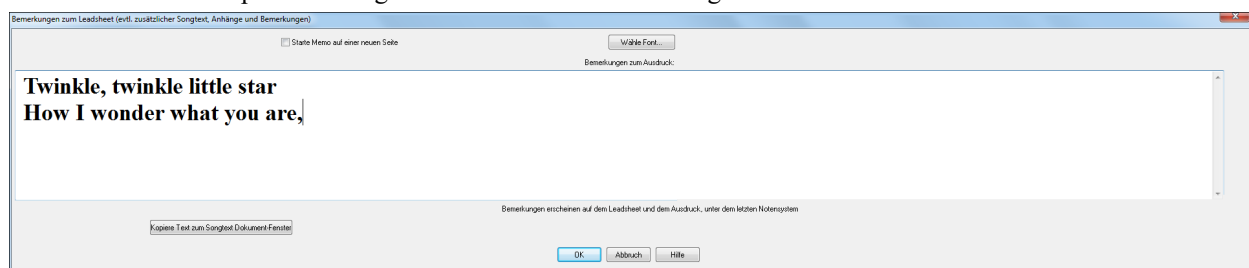 Bemerkungen zum Leadsheet (evtl. zusätzlicher Songtext, Anhänge und Bemerkungen)
Starte Memo auf einer neuen Seite
Wähle Font...
Bemerkungen zum Ausdruck:
Twinkle, twinkle little star
How I wonder what you are,
Bemerkungen erscheinen auf dem Leadsheet und dem Ausdruck, unter dem letzten Notensystem
Kopiere Text zum Songtext Dokument-Fenster
OK Abbruch Hilfe